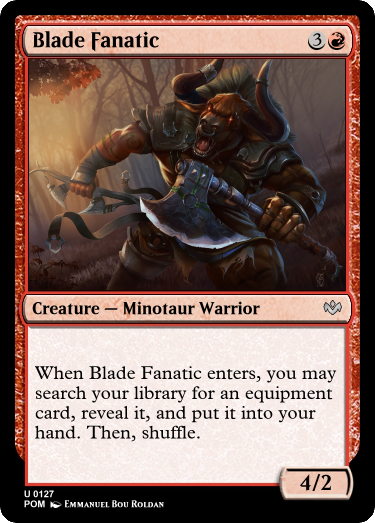 Blade Fanatic 3
Creature — Minotaur Warrior
When Blade Fanatic enters, you may
search your library for an equipment
card, reveal it, and put it into your
hand. Then, shuffle.
4/2
U 0127
POM Emmanuel Bou Roldan